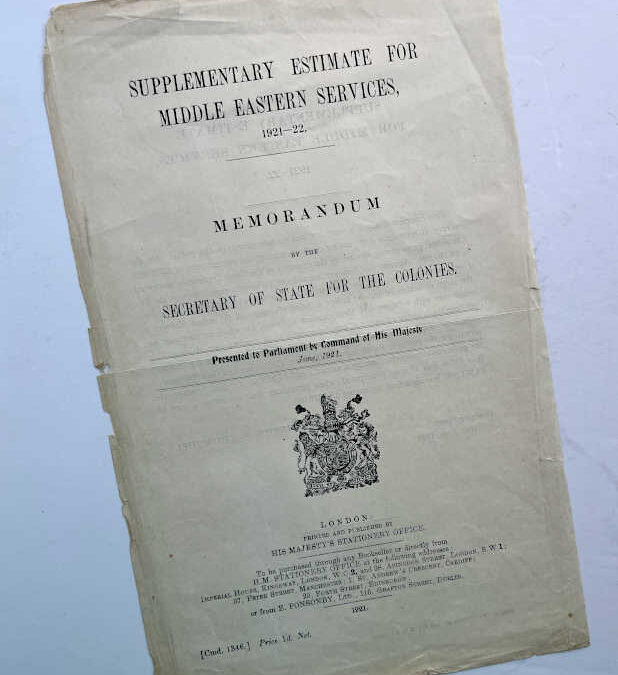 SUPPLEMENTARY ESTIMATE FOR
MIDDLE EASTERN SERVICES,
1921—22.
MEMORANDUM
BY THE
SECRETARY OF STATE FOR THE COLONIES.
Presented to Parliament by Command of His Majesty
June, 1921.
LONDON:
PRINTED AND PUBLISHED BY
HIS MAJESTY'S STATIONERY OFFICE.
To be purchased through any Bookseller or directly from
H.M. STATIONERY OFFICE at the following addresses:
IMPERIAL HOUSE, KINGSWAY, LONDON, W.C.2, and 28, ABINGDON STREET, LONDON, S.W.1;
37, PETER STREET, MANCHESTER; 1, ST. ANDREW'S CRESCENT, CARDIFF;
23, FORTH STREET, EDINBURGH;
or from E. PONSONBY, LTD., 116, GRAFTON STREET, DUBLIN.
1921.
[Cmd. 1346.] Price 1d. Net.